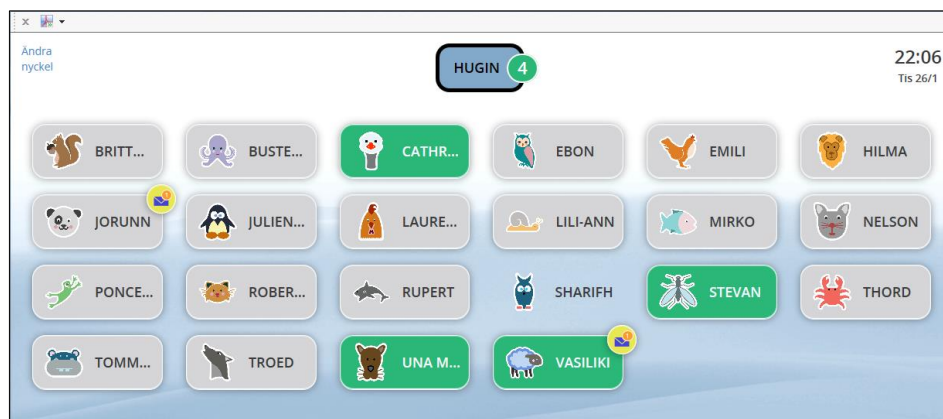 Ändra
nyckel
HUGIN 4
22:06
Tis 26/1
BRITT... BUSTE... CATHR... EBON EMILI HILMA
JORUNN JULIEN... LAURE... LILI-ANN MIRKO NELSON
PONCE... ROBER... RUPERT SHARIFH STEVAN THORD
TOMM... TROED UNA M... VASILIKI